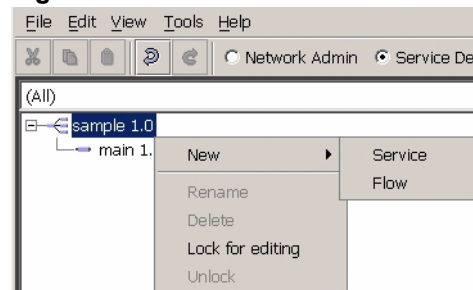 File Edit View Tools Help
Network Admin Service De
(All)
sample 1.0
main 1.
New Service
Flow
Rename
Delete
Lock for editing
Unlock